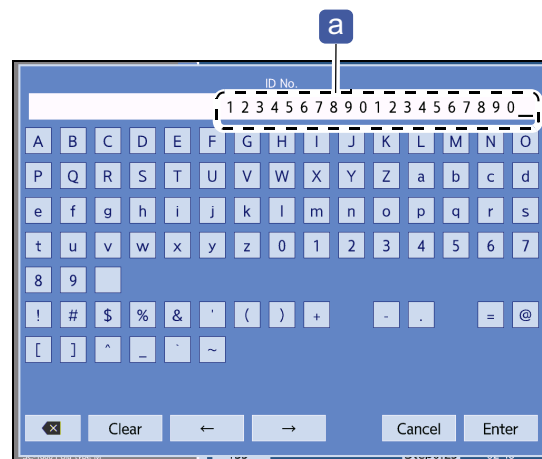 a
ID No.
12345678901234567890_
A B C D E F G H I J K L M N O
P Q R S T U V W X Y Z a b c d
e f g h i j k l m n o p q r s
t u v w x y z 0 1 2 3 4 5 6 7
8 9
! # $ % & ' ( ) + - . = @
[ ] ^ _ ` ~
Clear ← → Cancel Enter